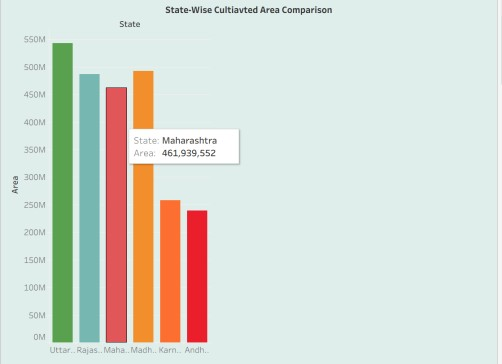 State-Wise Cultiavted Area Comparison
State
550M
500M
450M
400M
350M
300M
250M
200M
150M
100M
50M
0M
Area
State: Maharashtra
Area: 461,939,552
Uttar.. Rajas.. Maha.. Madh.. Karn.. Andh..